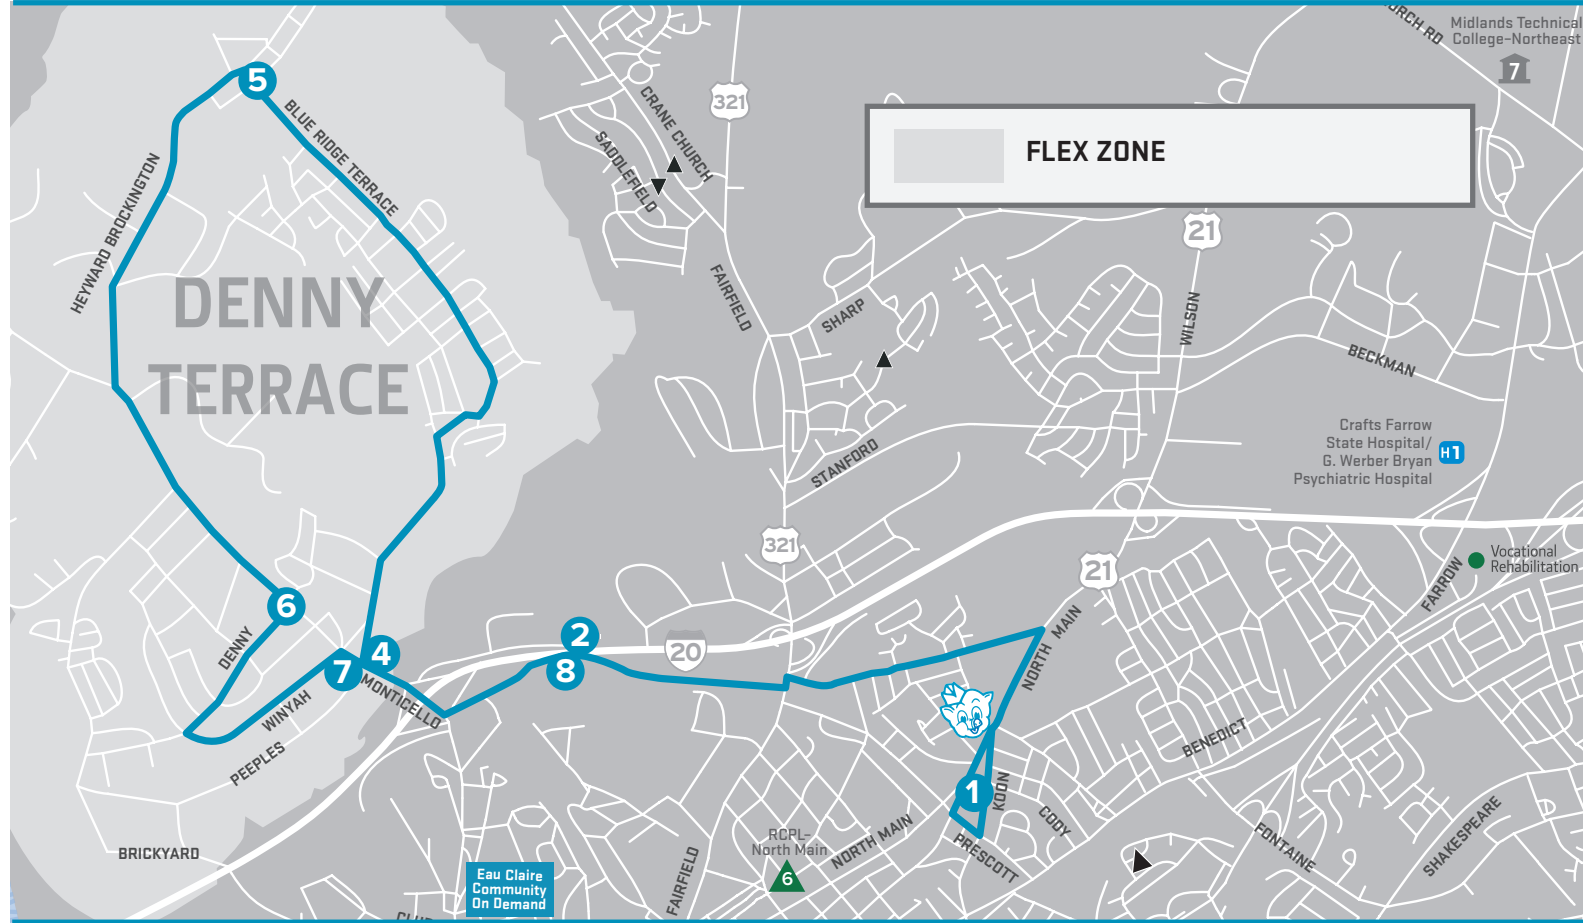 URCH RD
Midlands Technical
College-Northeast
7
5
321
CRANE CHURCH
SADDLEFIELD
BLUE RIDGE TERRACE
HEYWARD BROCKINGTON
FLEX ZONE
21
DENNY
TERRACE
FAIRFIELD
SHARP
WILSON
BECKMAN
STANFORD
Crafts Farrow
State Hospital/
G. Werber Bryan
Psychiatric Hospital
H1
321
21
FARROW
Vocational
Rehabilitation
6
DENNY
2
20
8
4
7
MONTICELLO
WINYAH
PEEPLES
NORTH MAIN
BENEDICT
1
KOON
CODY
PRESCOTT
NORTH MAIN
RCPL-
North Main
6
FAIRFIELD
FONTAINE
SHAKESPEARE
BRICKYARD
Eau Claire
Community
On Demand